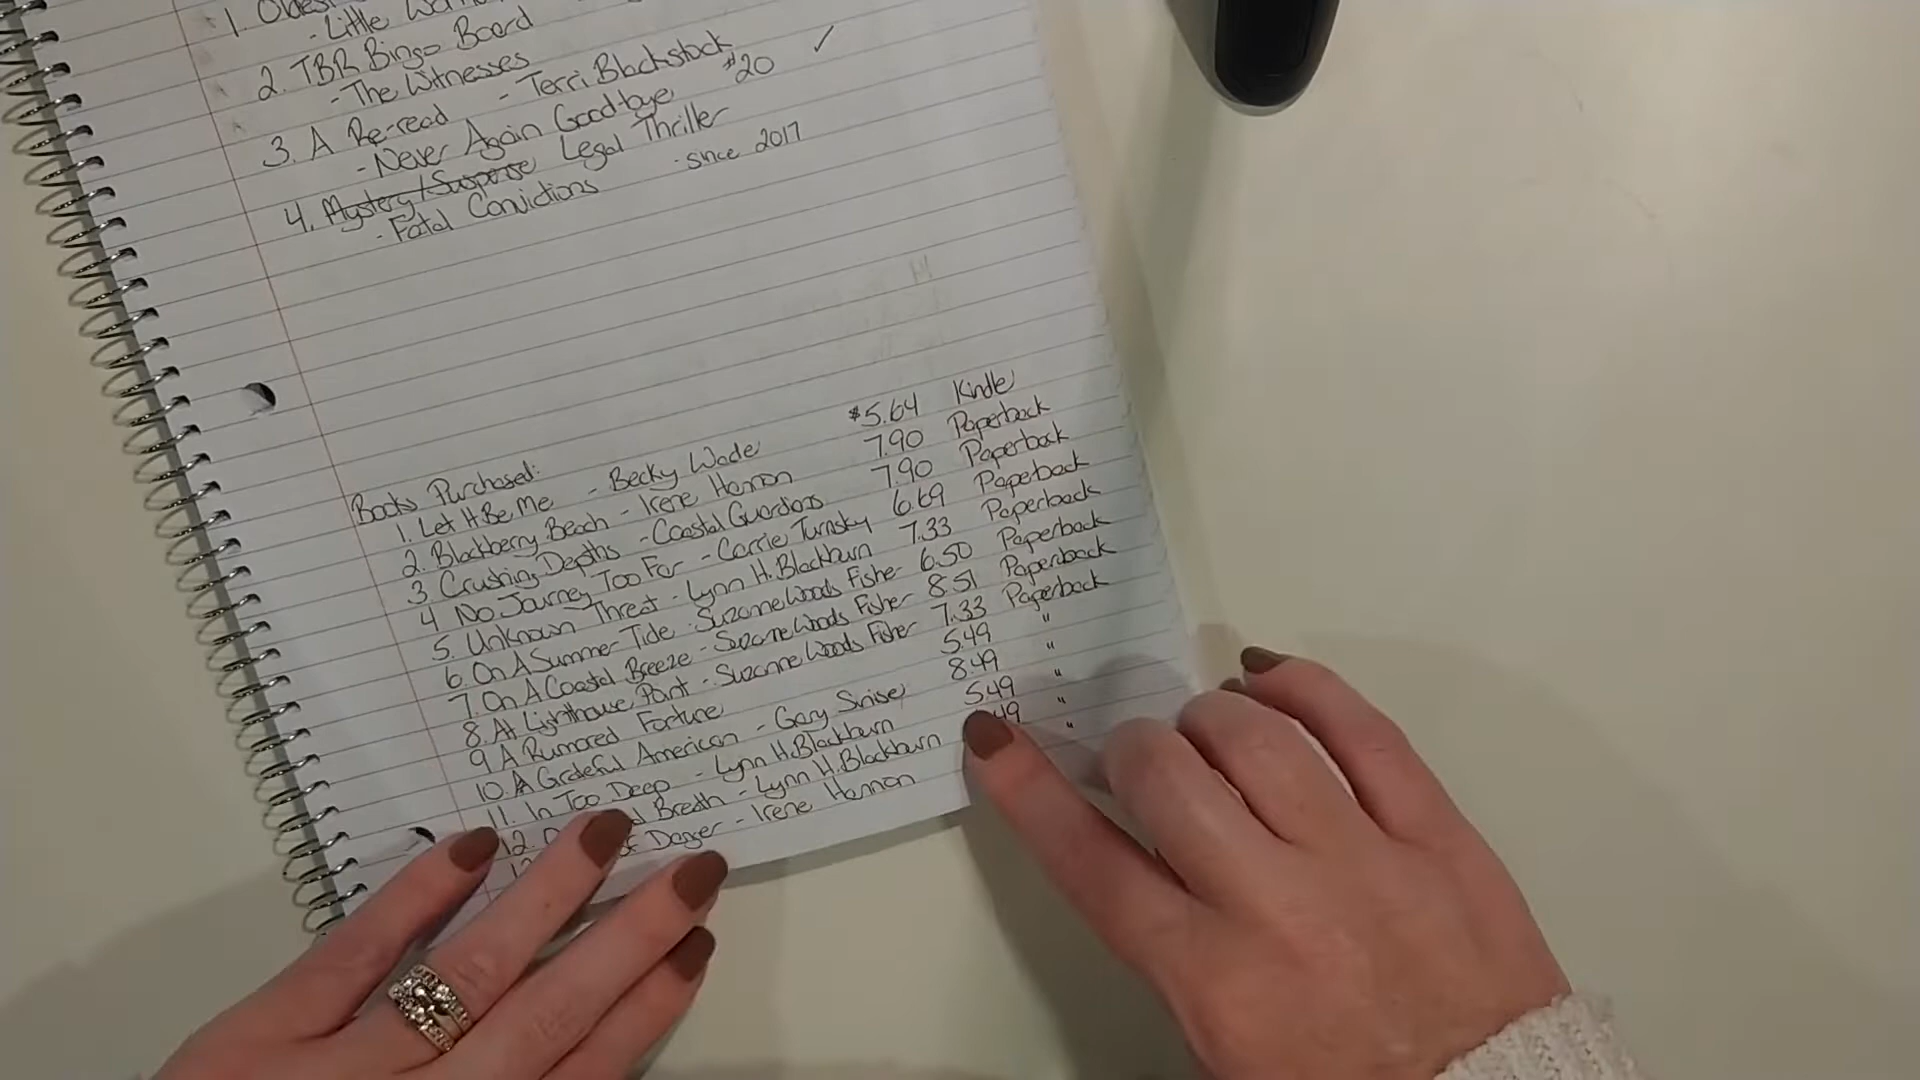 1. Oldest
- Little Wom
2. TBR Bingo Board
- The Witnesses
3. A Re-read - Terri Blackstock $20 ✓
- Never Again Good-bye
4. Mystery/Suspense Legal Thriller
- Fatal Convictions - since 2017
Books Purchased:
1. Let It Be Me - Becky Wade $5.64 Kindle
2. Blackberry Beach - Irene Hannon 7.90 Paperback
3 Crushing Depths - Coastal Guardians 7.90 Paperback
4 No Journey Too Far - Carrie Turnsky 6.69 Papeback
5. Unknown Threat - Lynn H. Blackburn 7.33 Paperback
6. On A Summer Tide - Suzanne Woods Fisher 6.50 Paperback
7. On A Coastal Breeze - Suzanne Woods Fisher 8.51 Paperback
8. At Lighthouse Point - Suzanne Woods Fisher 7.33 Paperback
9 A Rumored Fortune 5.49 "
10. A Grateful American - Gary Sinise 8.49 "
11. In Too Deep - Lynn H. Blackburn 5.49 "
12. Breath - Lynn H. Blackburn 49 "
Danger - Irene Hannon "